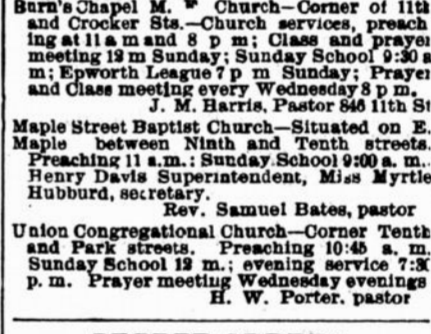 Burn's Chapel M. Church—Corner of 11th
and Crocker Sts.—Church services, preach
ing at 11 a m and 8 p m; Class and prayer
meeting 12 m Sunday; Sunday School 9:30 a
m; Epworth League 7 p m Sunday; Prayer
and Class meeting every Wednesday 8 p m.
J. M. Harris, Pastor 846 11th St
Maple Street Baptist Church—Situated on E.
Maple between Ninth and Tenth streets.
Preaching 11 a.m.: Sunday School 9:00 a. m.
Henry Davis Superintendent, Miss Myrtle
Hubburd, secretary.
Rev. Samuel Bates, pastor
Union Congregational Church—Corner Tenth
and Park streets. Preaching 10:45 a. m.
Sunday School 12 m.; evening service 7:3
p. m. Prayer meeting Wednesday evenings
H. W. Porter, pastor